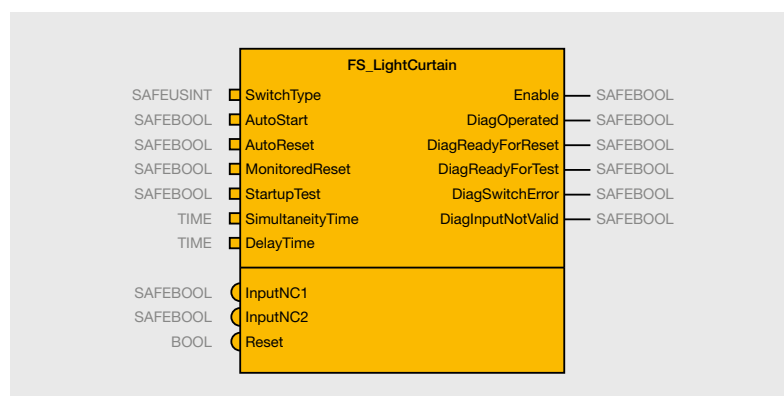 FS_LightCurtain
SAFEUSINT SwitchType Enable SAFEBOOL
SAFEBOOL AutoStart DiagOperated SAFEBOOL
SAFEBOOL AutoReset DiagReadyForReset SAFEBOOL
SAFEBOOL MonitoredReset DiagReadyForTest SAFEBOOL
SAFEBOOL StartupTest DiagSwitchError SAFEBOOL
TIME SimultaneityTime DiagInputNotValid SAFEBOOL
TIME DelayTime
SAFEBOOL InputNC1
SAFEBOOL InputNC2
BOOL Reset